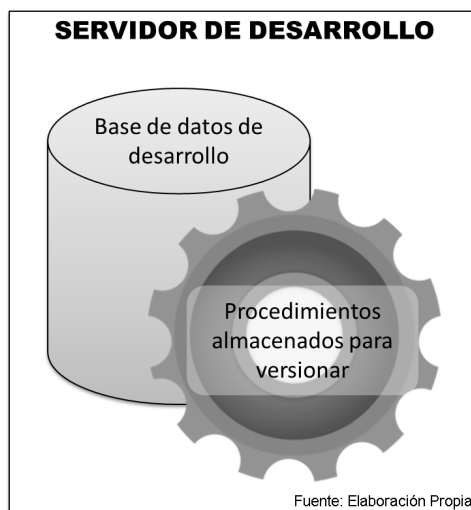 SERVIDOR DE DESARROLLO
Base de datos de
desarrollo
Procedimientos
almacenados para
versionar
Fuente: Elaboración Propia